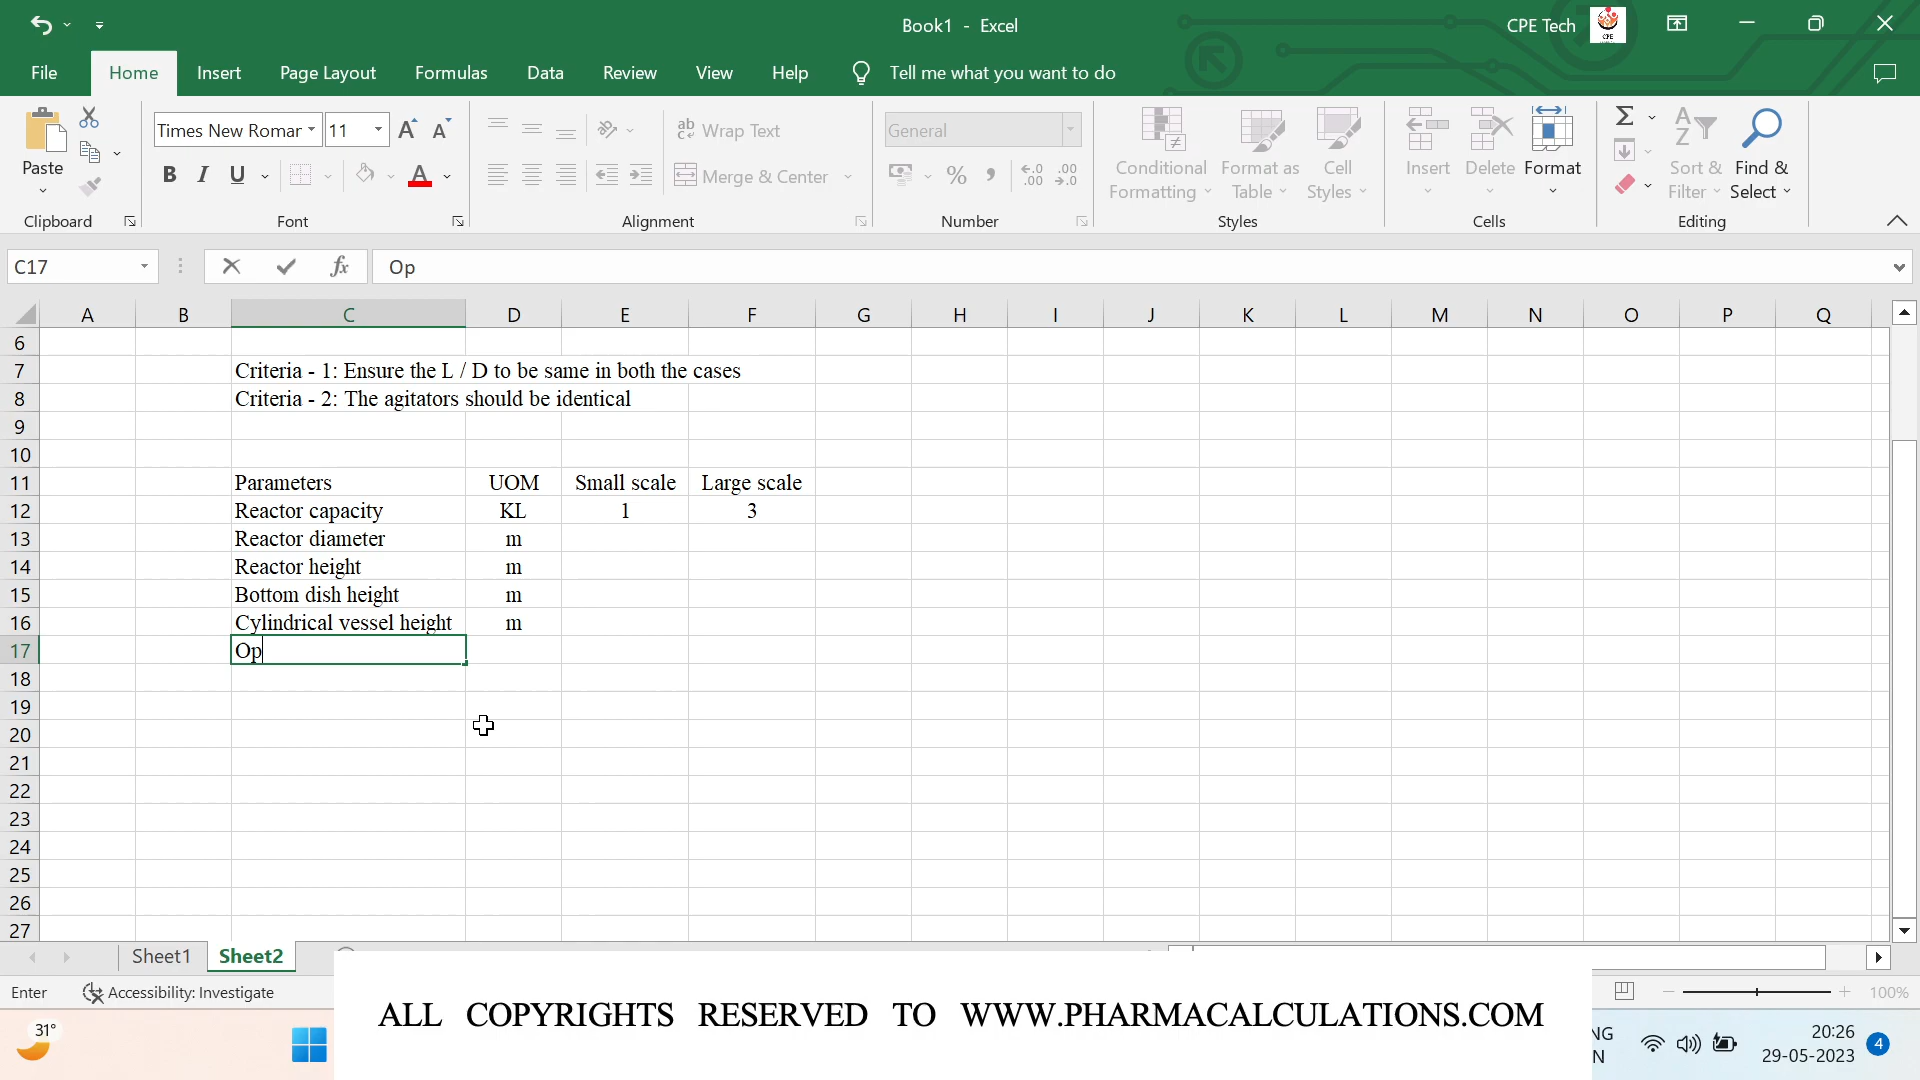 Book1 - Excel
CPE Tech
File
Home
Insert
Page Layout
Formulas
Data
Review
View
Help
Tell me what you want to do
Paste
Clipboard
Times New Romar
11
Font
Wrap Text
Merge & Center
Alignment
General
Number
Conditional Formatting
Format as Table
Cell Styles
Styles
Insert
Delete
Format
Cells
Sort & Filter
Find & Select
Editing
C17
fx
Op
A B C D E F G H I J K L M N O P Q
6
7 Criteria - 1: Ensure the L / D to be same in both the cases
8 Criteria - 2: The agitators should be identical
9
10
11 Parameters UOM Small scale Large scale
12 Reactor capacity KL 1 3
13 Reactor diameter m
14 Reactor height m
15 Bottom dish height m
16 Cylindrical vessel height m
17 Op
18
19
20
21
22
23
24
25
26
27
Sheet1
Sheet2
Enter
Accessibility: Investigate
100%
ALL COPYRIGHTS RESERVED TO WWW.PHARMACALCULATIONS.COM
31°
NG
N
20:26
29-05-2023
4